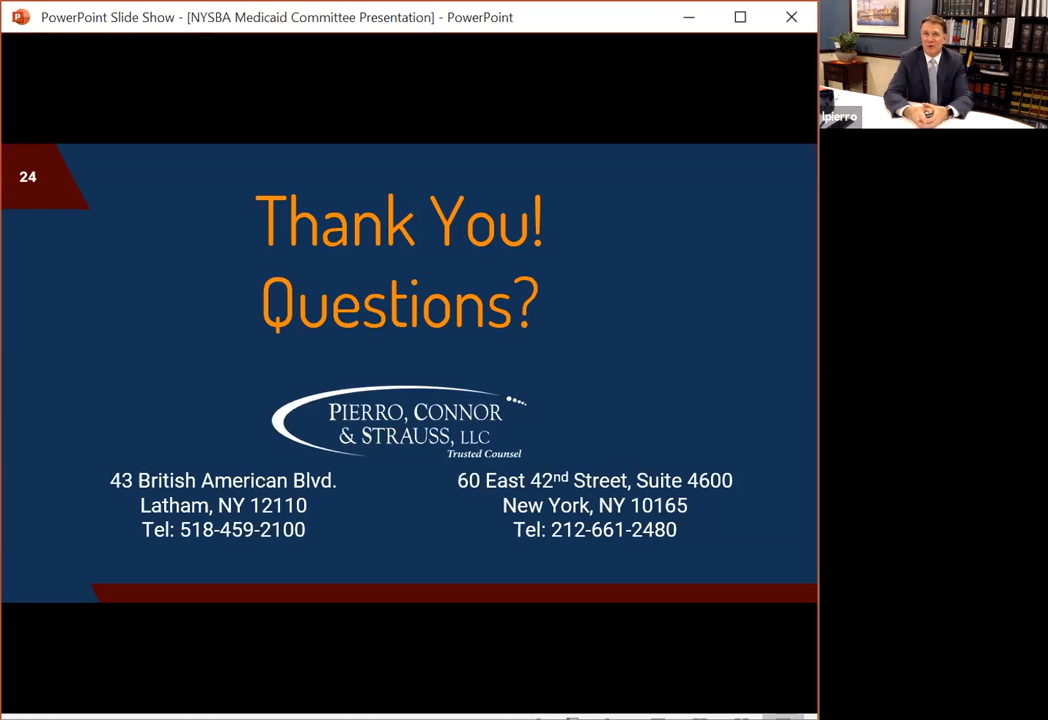 PowerPoint Slide Show - [NYSBA Medicaid Committee Presentation] - PowerPoint
lpierro
24
Thank You!
Questions?
PIERRO, CONNOR
& STRAUSS, LLC
Trusted Counsel
43 British American Blvd.
Latham, NY 12110
Tel: 518-459-2100
60 East 42nd Street, Suite 4600
New York, NY 10165
Tel: 212-661-2480